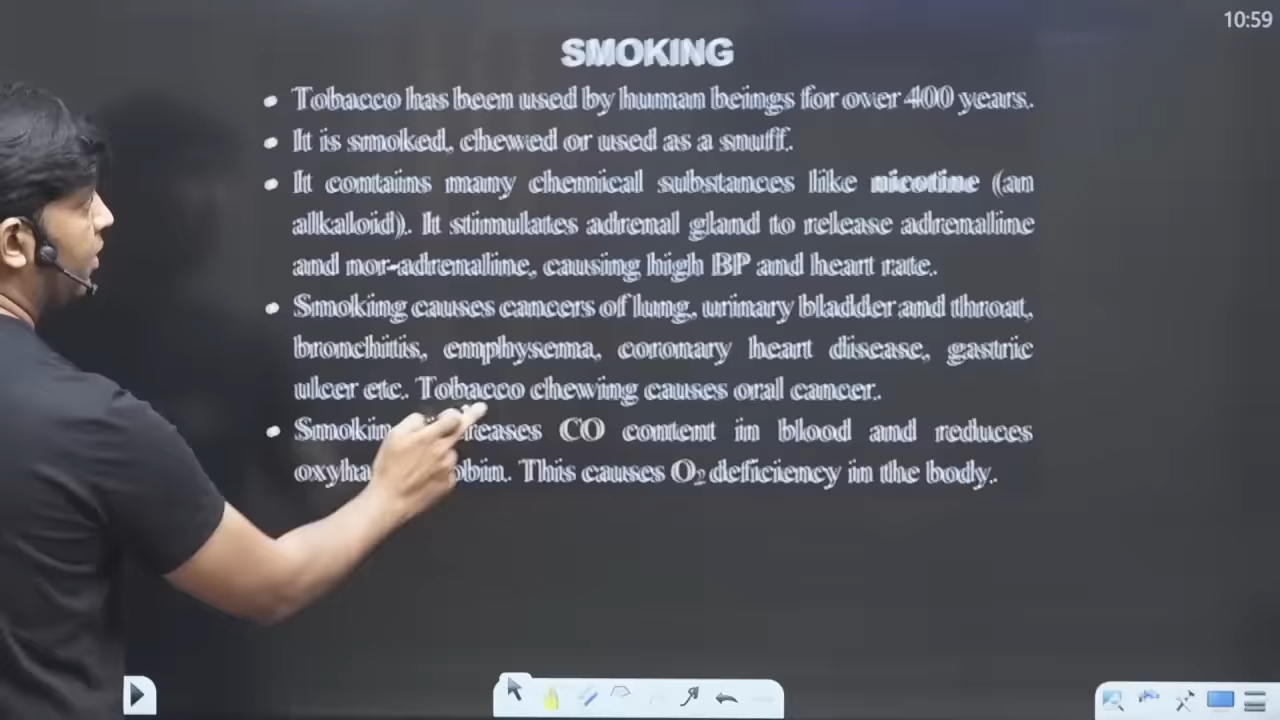 10:59
SMOKING
• Tobacco has been used by human beings for over 400 years.
• It is smoked, chewed or used as a snuff.
• It contains many chemical substances like nicotine (an
alkaloid). It stimulates adrenal gland to release adrenaline
and nor-adrenaline, causing high BP and heart rate.
• Smoking causes cancers of lung, urinary bladder and throat,
bronchitis, emphysema, coronary heart disease, gastric
ulcer etc. Tobacco chewing causes oral cancer.
• Smokin reases CO content in blood and reduces
oxyha obin. This causes O₂ deficiency in the body.